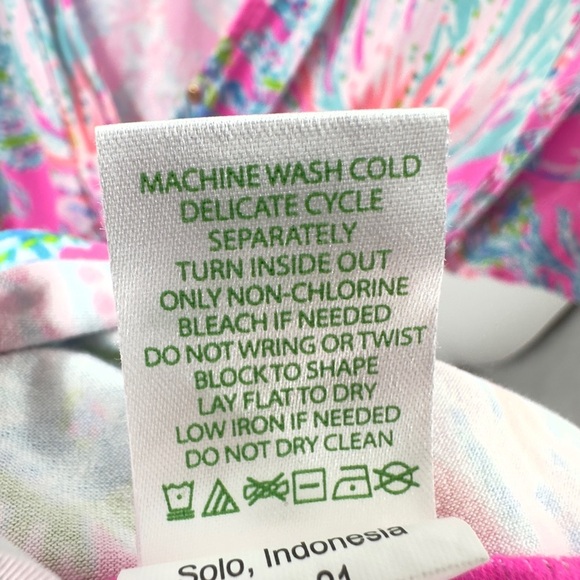 MACHINE WASH COLD
DELICATE CYCLE
SEPARATELY
TURN INSIDE OUT
ONLY NON-CHLORINE
BLEACH IF NEEDED
DO NOT WRING OR TWIST
BLOCK TO SHAPE
LAY FLAT TO DRY
LOW IRON IF NEEDED
DO NOT DRY CLEAN
Solo, Indonesia